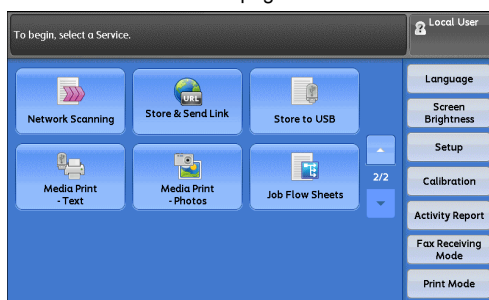 To begin, select a Service.
Local User
Network Scanning
Store & Send Link
Store to USB
Media Print
- Text
Media Print
- Photos
Job Flow Sheets
2/2
Language
Screen
Brightness
Setup
Calibration
Activity Report
Fax Receiving
Mode
Print Mode
URL